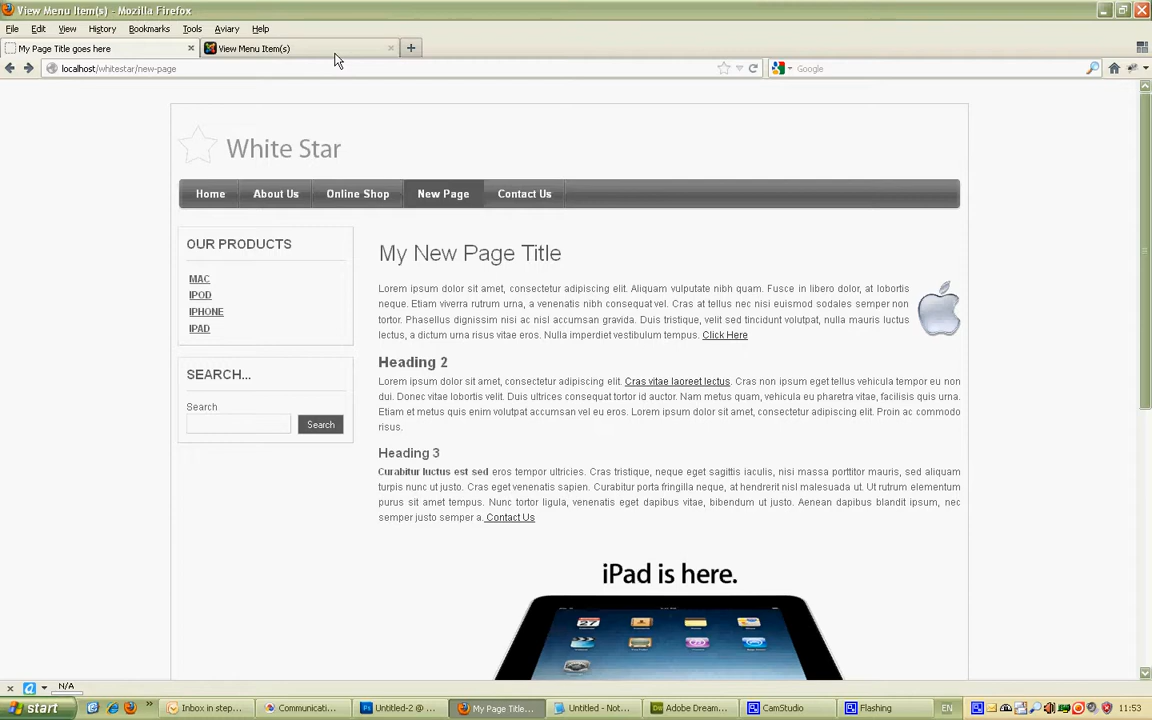 View Menu Item(s) - Mozilla Firefox
File Edit View History Bookmarks Tools Aviary Help
My Page Title goes here
View Menu Item(s)
localhost/whitestar/new-page
Google
White Star
Home About Us Online Shop New Page Contact Us
OUR PRODUCTS
MAC
IPOD
IPHONE
IPAD
SEARCH...
Search
Search
My New Page Title
Lorem ipsum dolor sit amet, consectetur adipiscing elit. Aliquam vulputate nibh quam. Fusce in libero dolor, at lobortis
neque. Etiam viverra rutrum urna, a venenatis nibh consequat vel. Cras at tellus nec nisi euismod sodales semper non
tortor. Phasellus dignissim nisi ac nisl accumsan gravida. Duis tristique, velit sed tincidunt volutpat, nulla mauris luctus
lectus, a dictum urna risus vitae eros. Nulla imperdiet vestibulum tempus. Click Here
Heading 2
Lorem ipsum dolor sit amet, consectetur adipiscing elit. Cras vitae laoreet lectus. Cras non ipsum eget tellus vehicula tempor eu non
dui. Donec vitae lobortis velit. Duis ultrices consequat tortor id auctor. Nam metus quam, vehicula eu pharetra vitae, facilisis quis urna.
Etiam et metus quis enim volutpat accumsan vel eu eros. Lorem ipsum dolor sit amet, consectetur adipiscing elit. Proin ac commodo
risus.
Heading 3
Curabitur luctus est sed eros tempor ultricies. Cras tristique, neque eget sagittis iaculis, nisi massa porttitor mauris, sed aliquam
turpis nunc ut justo. Cras eget venenatis sapien. Curabitur porta fringilla neque, at hendrerit nisl malesuada ut. Ut rutrum elementum
purus sit amet tempus. Nunc tortor ligula, venenatis eget dapibus vitae, bibendum ut justo. Aenean dapibus blandit ipsum, nec
semper justo semper a. Contact Us
iPad is here.
27
N/A
start
Inbox in step...
Communicati...
Untitled-2 @ ...
My Page Title...
Untitled - Not...
Adobe Dream...
CamStudio
Flashing
EN
11:53